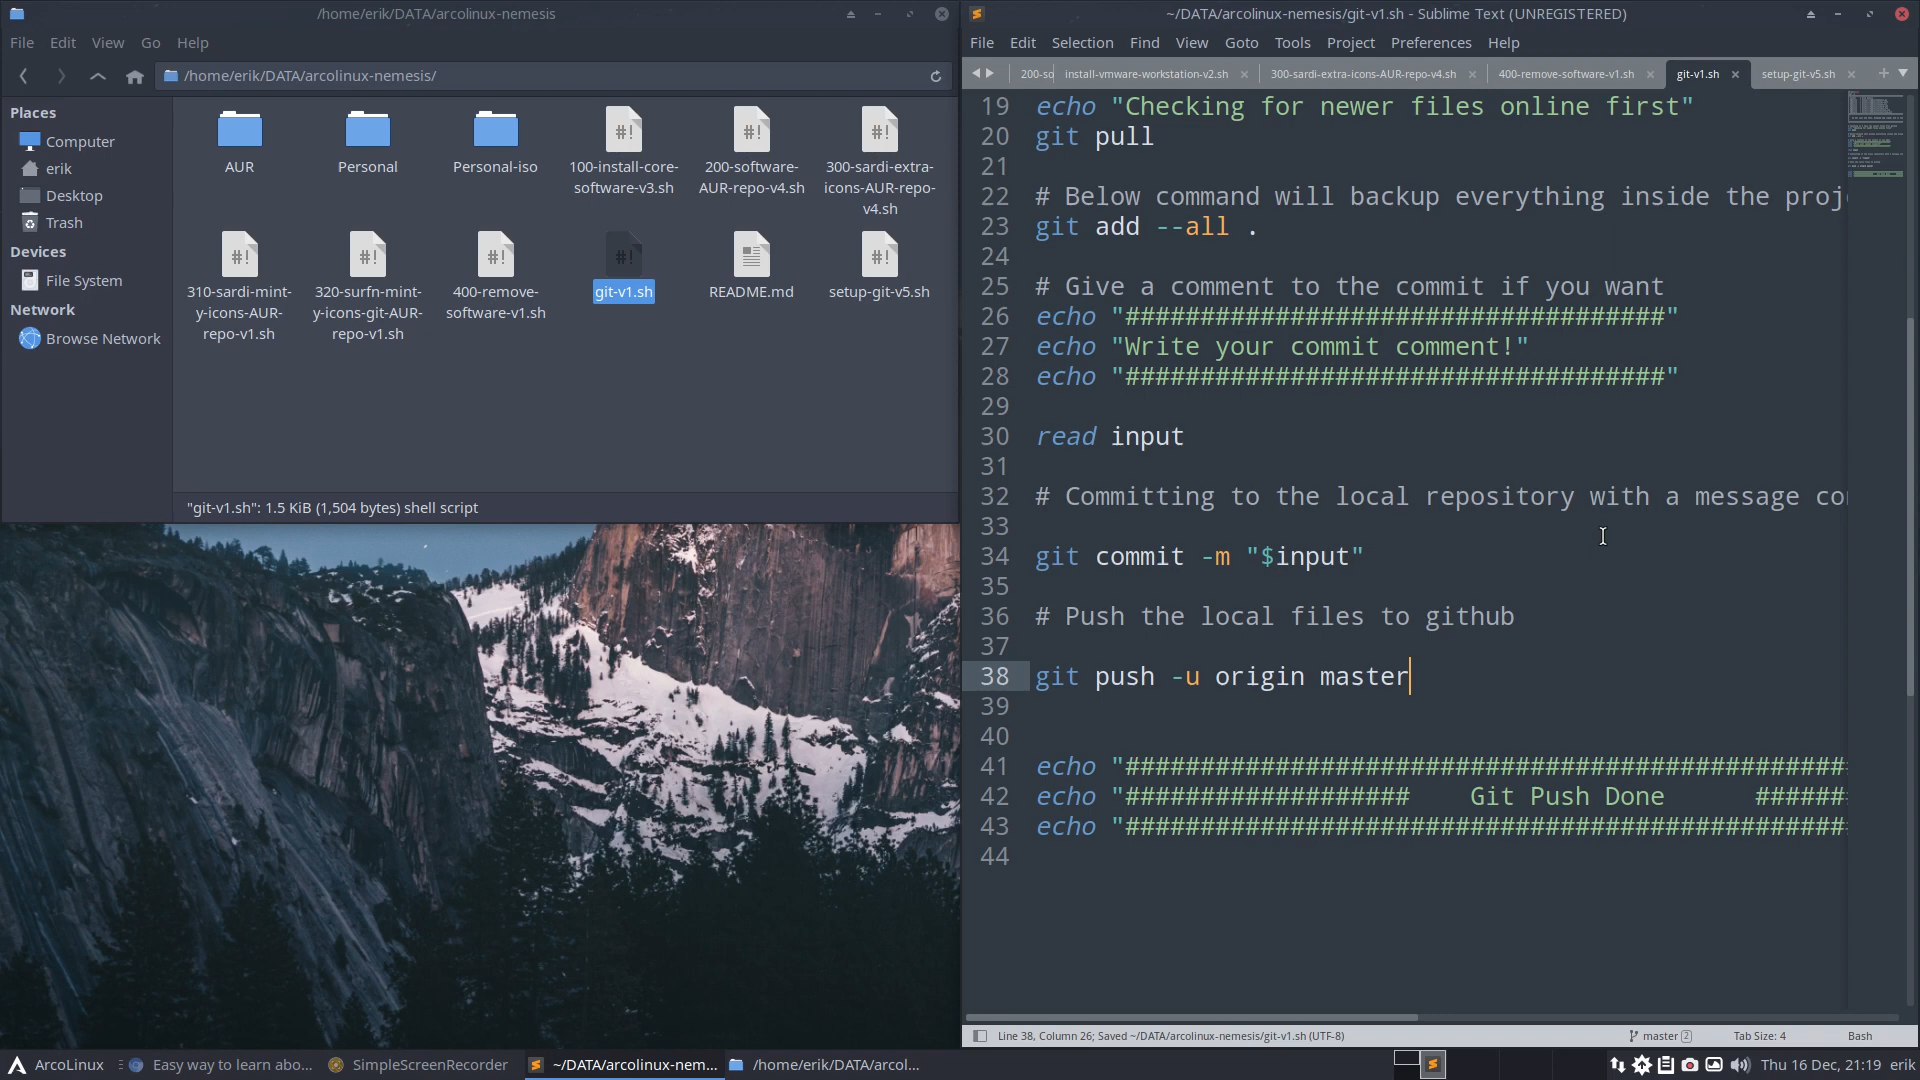 /home/erik/DATA/arcolinux-nemesis
File Edit View Go Help
/home/erik/DATA/arcolinux-nemesis/
Places
Computer
erik
Desktop
Trash
Devices
File System
Network
Browse Network
AUR
Personal
Personal-iso
100-install-core-
software-v3.sh
200-software-
AUR-repo-v4.sh
300-sardi-extra-
icons-AUR-repo-
v4.sh
310-sardi-mint-
y-icons-AUR-
repo-v1.sh
320-surfn-mint-
y-icons-git-AUR-
repo-v1.sh
400-remove-
software-v1.sh
git-v1.sh
README.md
setup-git-v5.sh
"git-v1.sh": 1.5 KiB (1,504 bytes) shell script
~/DATA/arcolinux-nemesis/git-v1.sh - Sublime Text (UNREGISTERED)
File Edit Selection Find View Goto Tools Project Preferences Help
200-so install-vmware-workstation-v2.sh 300-sardi-extra-icons-AUR-repo-v4.sh 400-remove-software-v1.sh git-v1.sh setup-git-v5.sh
19 echo "Checking for newer files online first"
20 git pull
21
22 # Below command will backup everything inside the proj
23 git add --all .
24
25 # Give a comment to the commit if you want
26 echo "####################################"
27 echo "Write your commit comment!"
28 echo "####################################"
29
30 read input
31
32 # Committing to the local repository with a message co
33
34 git commit -m "$input"
35
36 # Push the local files to github
37
38 git push -u origin master
39
40
41 echo "################################################
42 echo "###################    Git Push Done      ######
43 echo "################################################
44
Line 38, Column 26; Saved ~/DATA/arcolinux-nemesis/git-v1.sh (UTF-8) master 2 Tab Size: 4 Bash
ArcoLinux Easy way to learn abo... SimpleScreenRecorder ~/DATA/arcolinux-nem... /home/erik/DATA/arcol... Thu 16 Dec, 21:19 erik